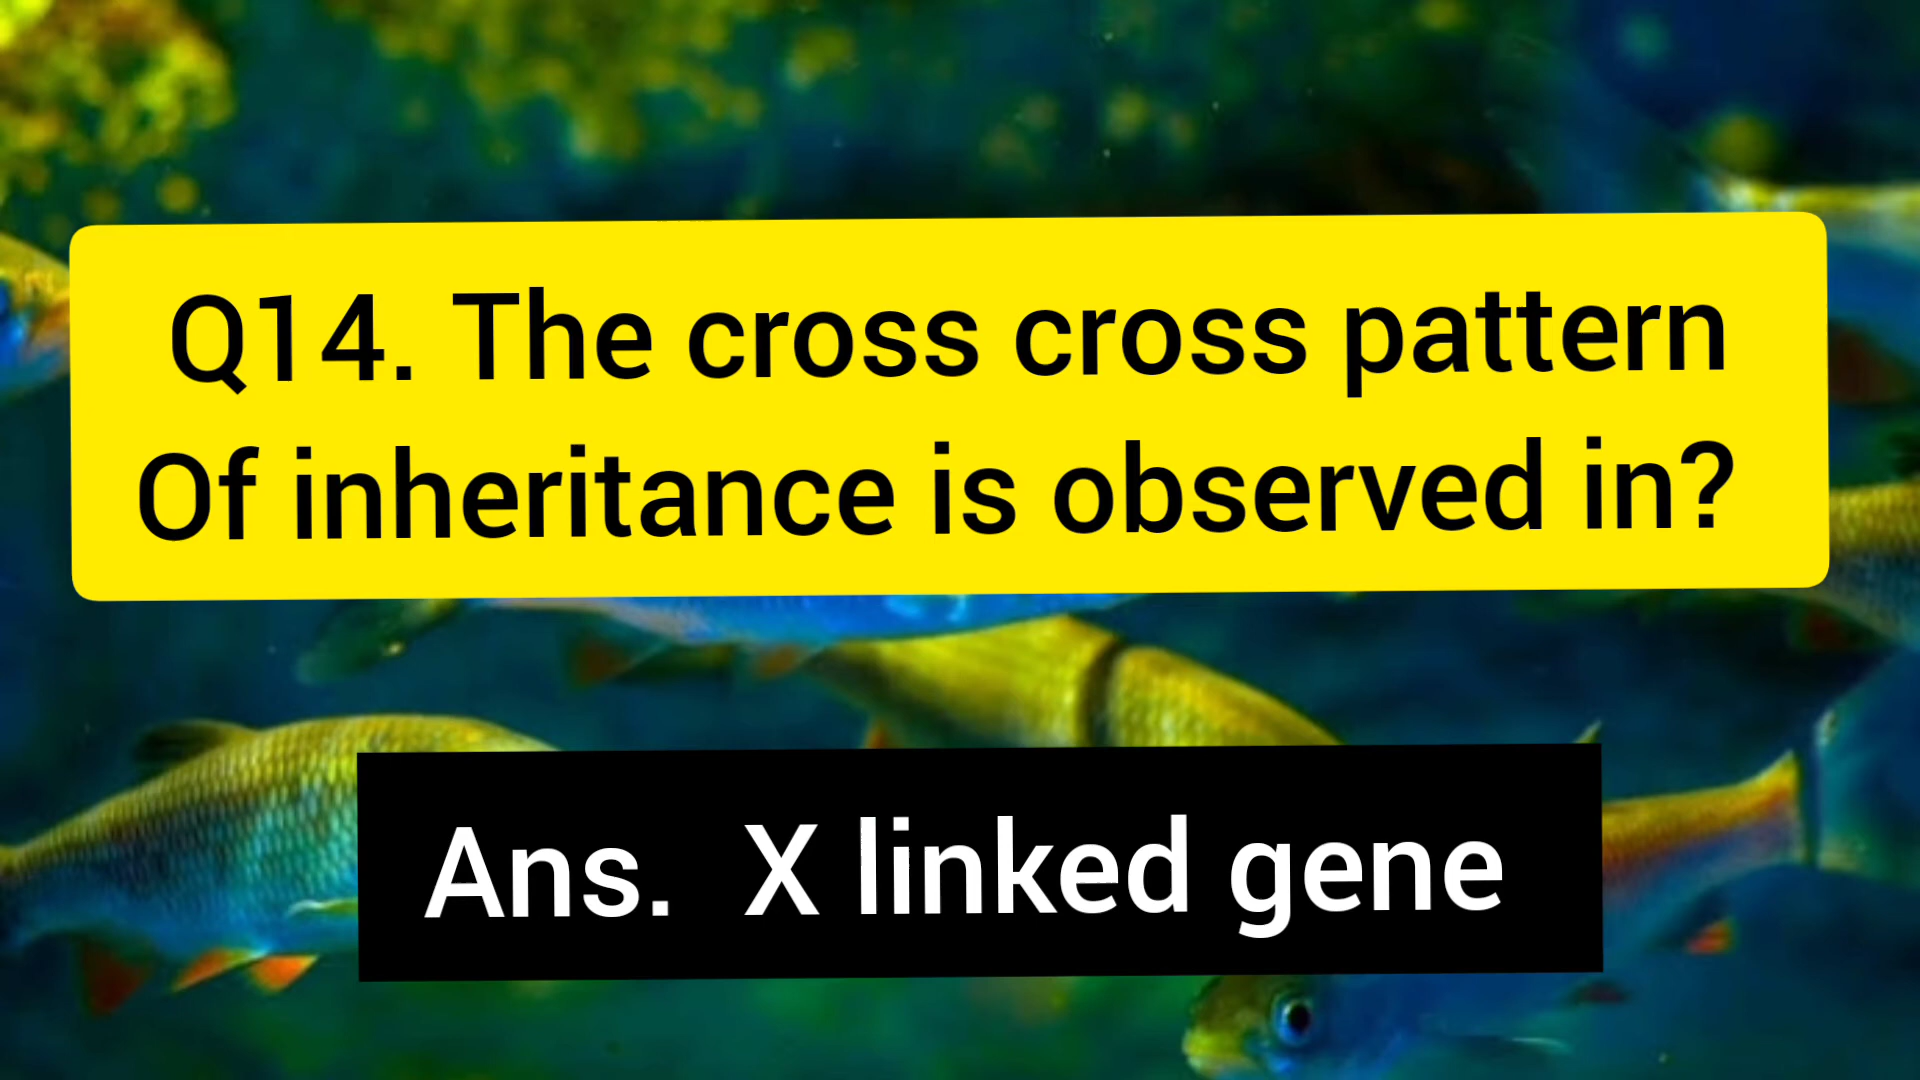 Q14. The cross cross pattern
Of inheritance is observed in?
Ans. X linked gene